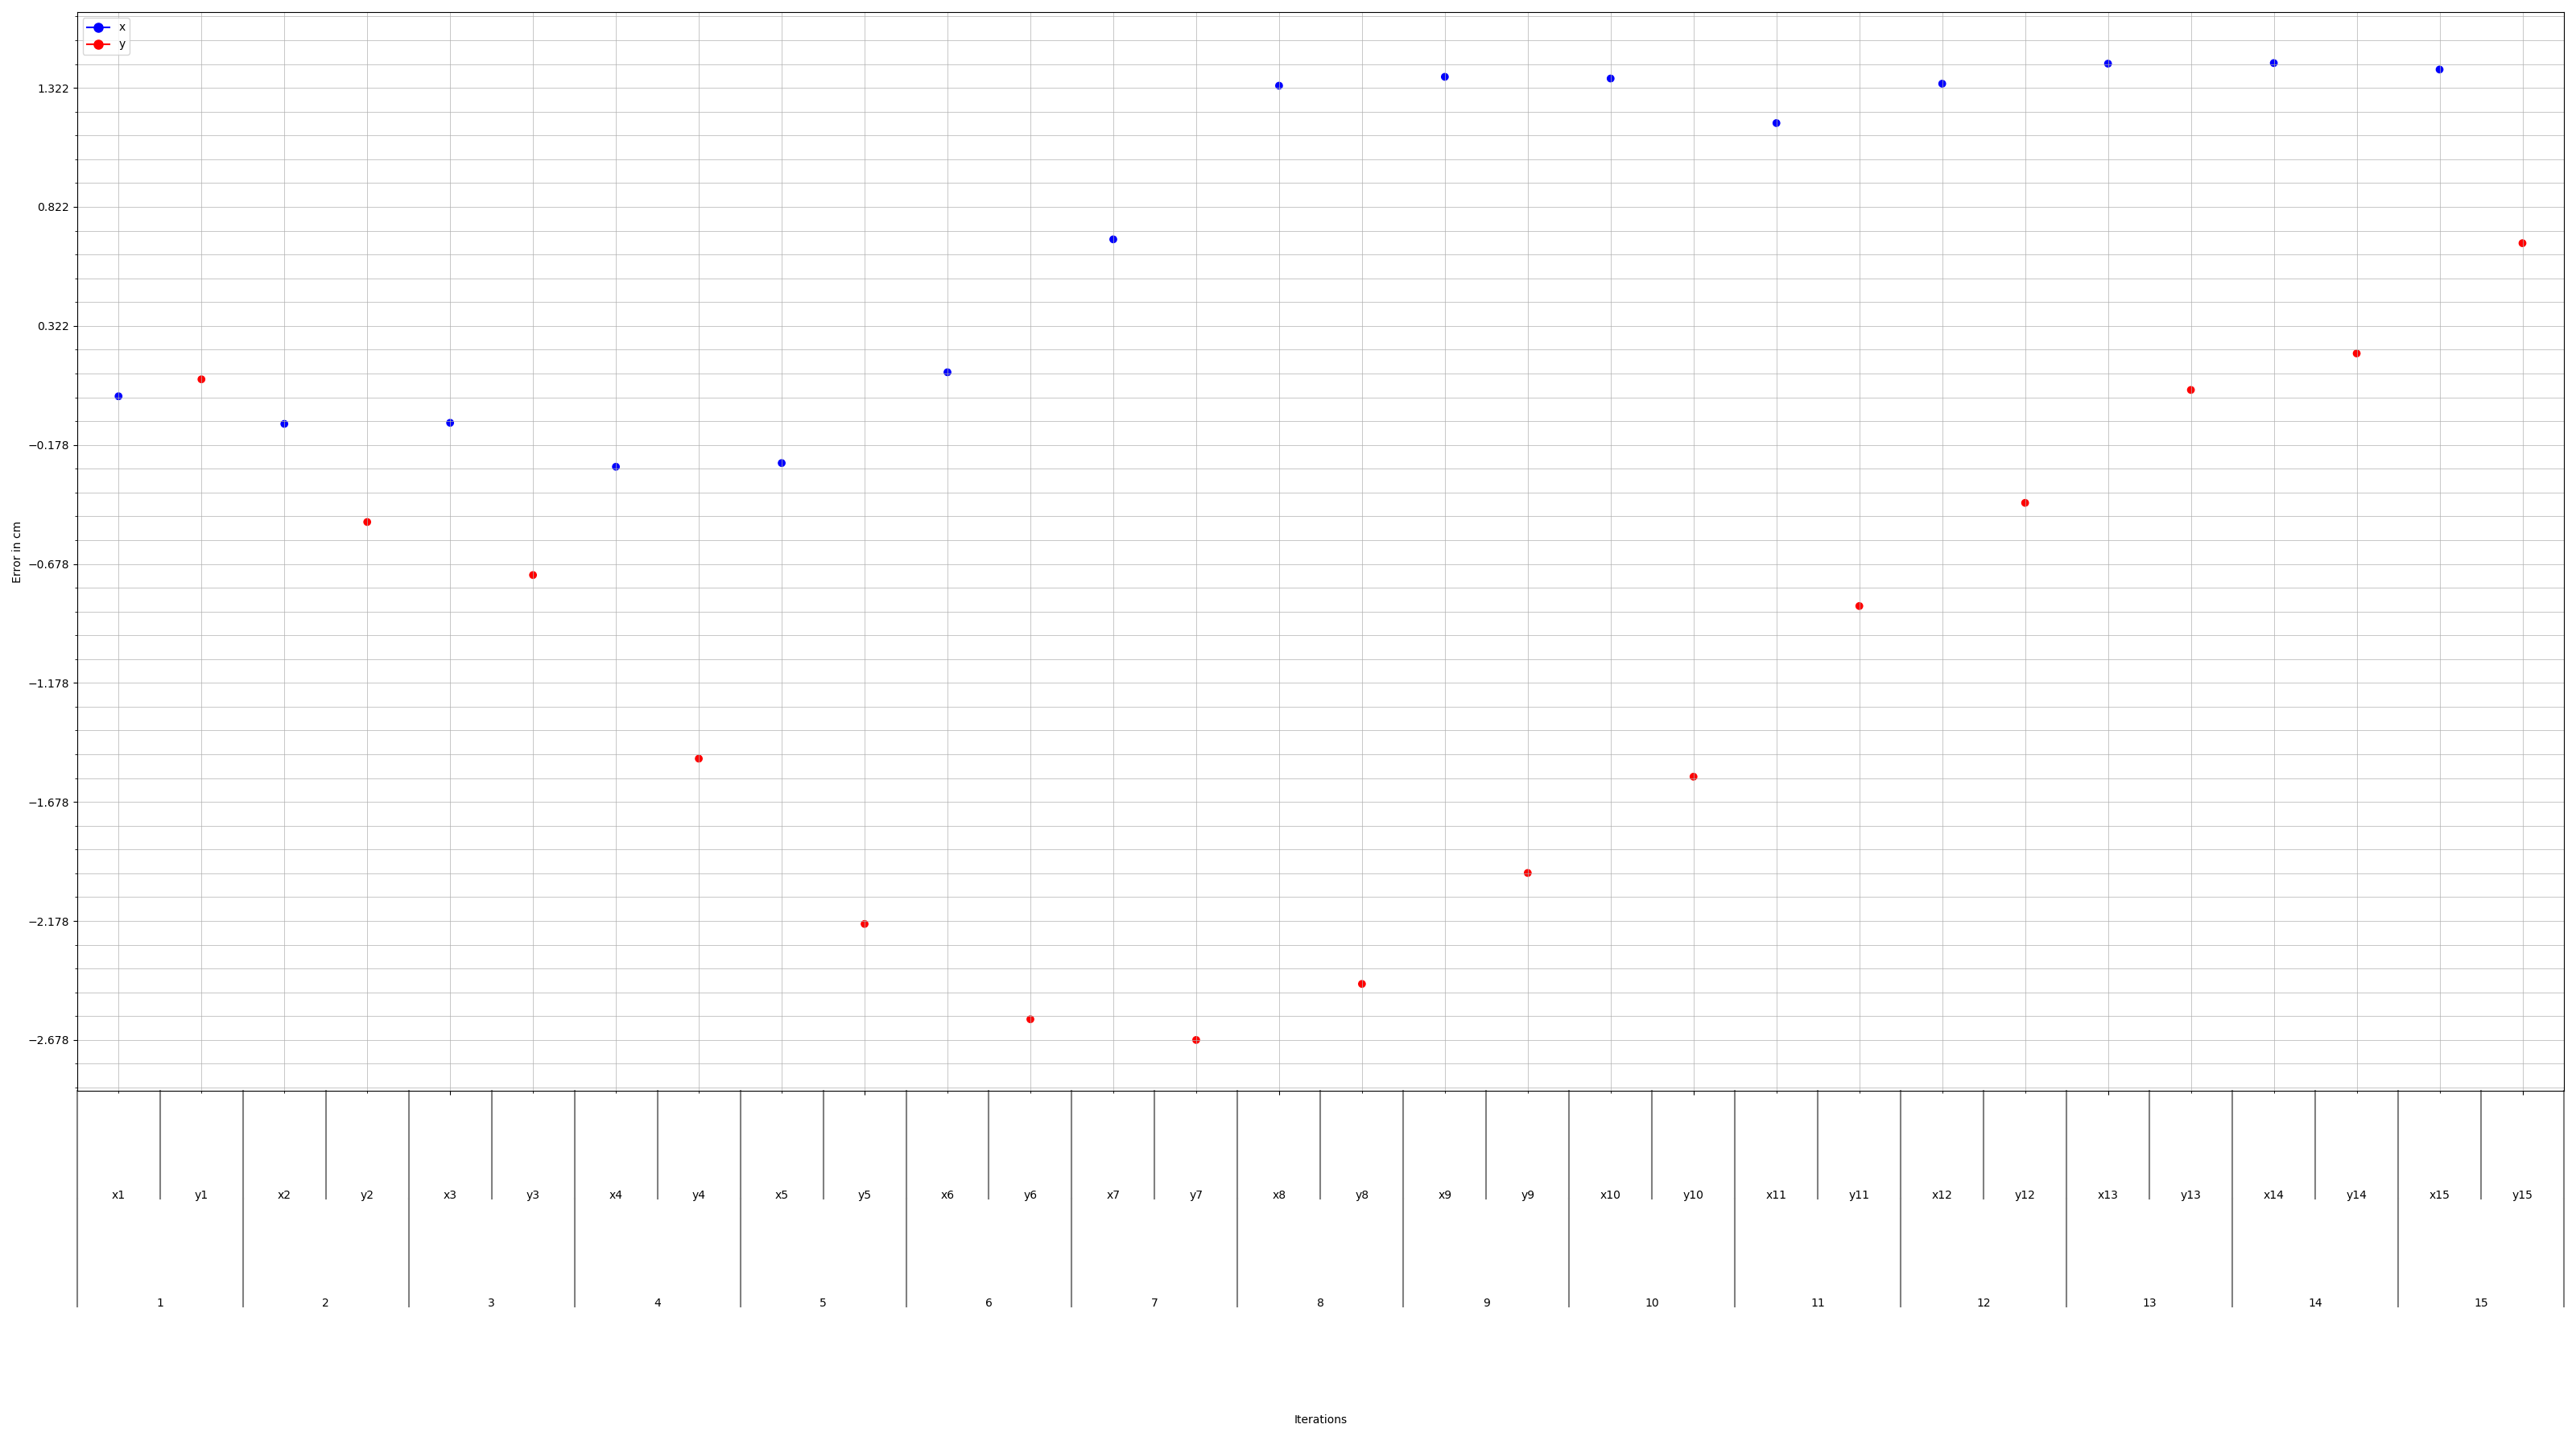 x
y
1.322
0.822
0.322
−0.178
−0.678
−1.178
−1.678
−2.178
−2.678
Error in cm
x1 y1 x2 y2 x3 y3 x4 y4 x5 y5 x6 y6 x7 y7 x8 y8 x9 y9 x10 y10 x11 y11 x12 y12 x13 y13 x14 y14 x15 y15
1 2 3 4 5 6 7 8 9 10 11 12 13 14 15
Iterations